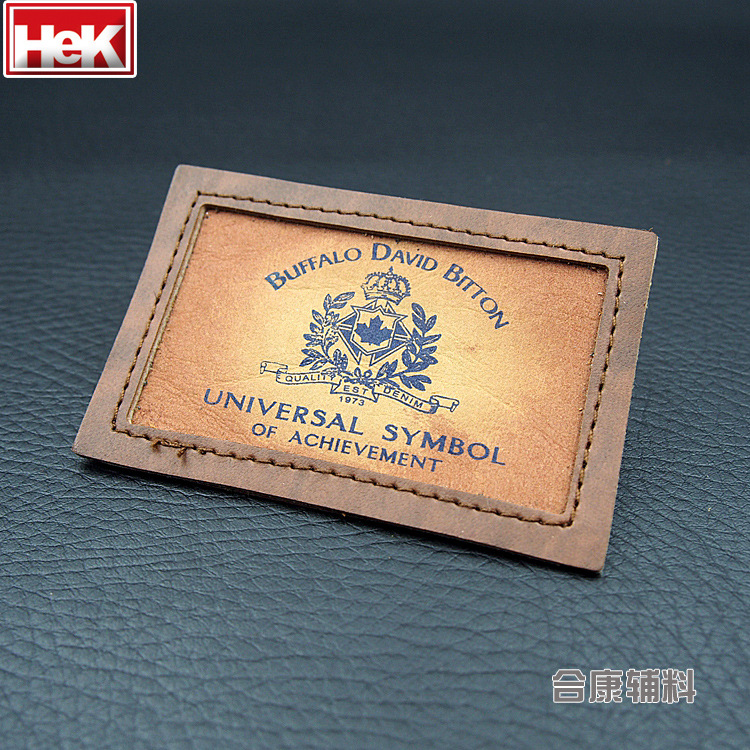 HeK
BUFFALO DAVID BITTON
QUALITY EST. DENIM
1973
UNIVERSAL SYMBOL
OF ACHIEVEMENT
合康辅料